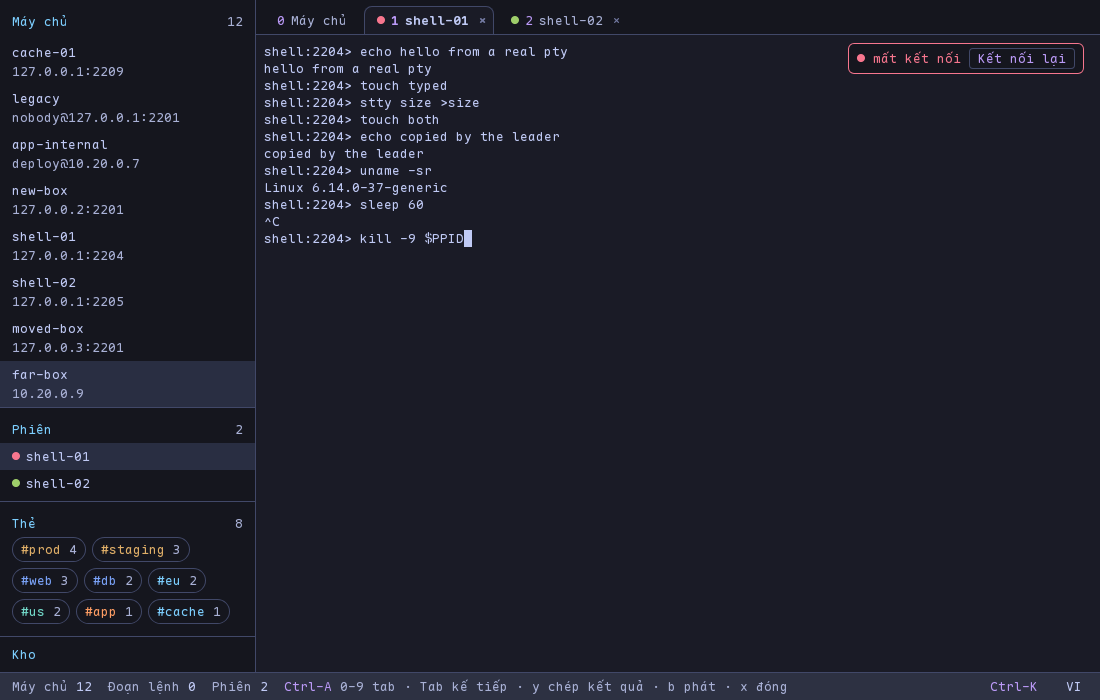 Máy chủ 12
cache-01
127.0.0.1:2209
legacy
nobody@127.0.0.1:2201
app-internal
deploy@10.20.0.7
new-box
127.0.0.2:2201
shell-01
127.0.0.1:2204
shell-02
127.0.0.1:2205
moved-box
127.0.0.3:2201
far-box
10.20.0.9
Phiên 2
shell-01
shell-02
Thẻ 8
#prod 4 #staging 3
#web 3 #db 2 #eu 2
#us 2 #app 1 #cache 1
Kho
0 Máy chủ 1 shell-01 × 2 shell-02 ×
shell:2204> echo hello from a real pty
hello from a real pty
shell:2204> touch typed
shell:2204> stty size >size
shell:2204> touch both
shell:2204> echo copied by the leader
copied by the leader
shell:2204> uname -sr
Linux 6.14.0-37-generic
shell:2204> sleep 60
^C
shell:2204> kill -9 $PPID
mất kết nối Kết nối lại
Máy chủ 12 Đoạn lệnh 0 Phiên 2 Ctrl-A 0-9 tab · Tab kế tiếp · y chép kết quả · b phát · x đóng Ctrl-K VI